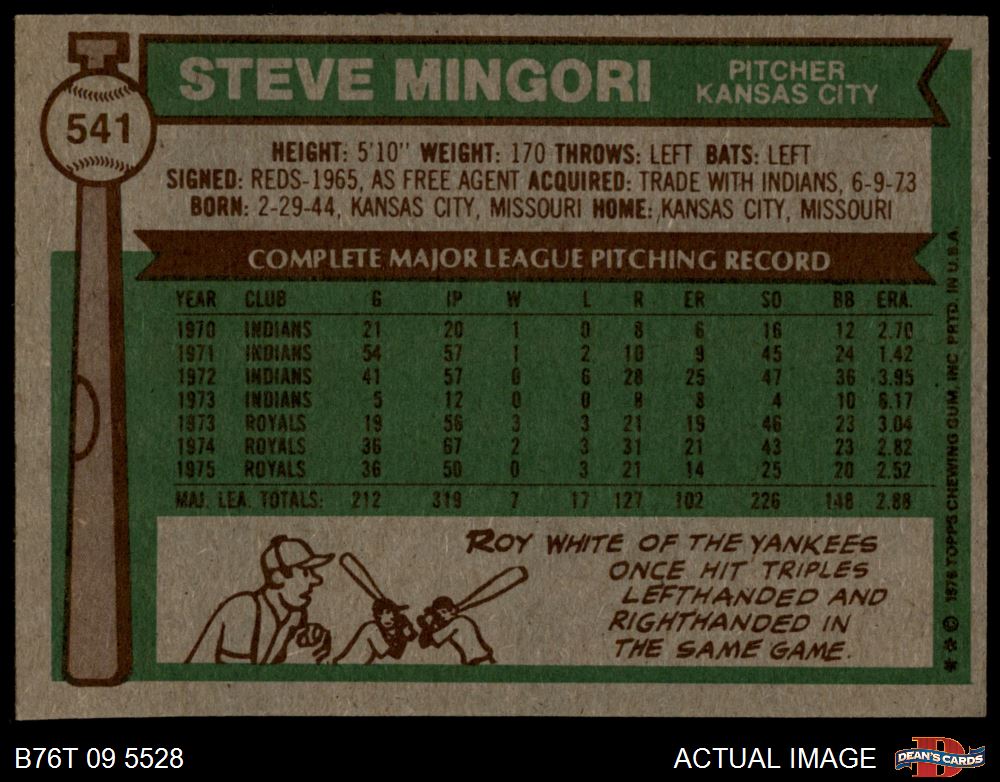 STEVE MINGORI
PITCHER
KANSAS CITY
541
HEIGHT: 5'10" WEIGHT: 170 THROWS: LEFT BATS: LEFT
SIGNED: REDS-1965, AS FREE AGENT ACQUIRED: TRADE WITH INDIANS, 6-9-73
BORN: 2-29-44, KANSAS CITY, MISSOURI HOME: KANSAS CITY, MISSOURI
COMPLETE MAJOR LEAGUE PITCHING RECORD
YEAR CLUB G IP W L R ER SO BB ERA.
1970 INDIANS 21 20 1 0 8 6 16 12 2.70
1971 INDIANS 54 57 1 2 10 9 45 24 1.42
1972 INDIANS 41 57 0 6 28 25 47 36 3.95
1973 INDIANS 5 12 0 0 8 8 4 10 6.17
1973 ROYALS 19 56 3 3 21 19 46 23 3.04
1974 ROYALS 36 67 2 3 31 21 43 23 2.82
1975 ROYALS 36 50 0 3 21 14 25 20 2.52
MAJ. LEA. TOTALS: 212 319 7 17 127 102 226 148 2.88
ROY WHITE OF THE YANKEES
ONCE HIT TRIPLES
LEFTHANDED AND
RIGHTHANDED IN
THE SAME GAME.
** © 1976 TOPPS CHEWING GUM, INC. PRTD. IN U.S.A.
B76T 09 5528
ACTUAL IMAGE
D
DEAN'S CARDS